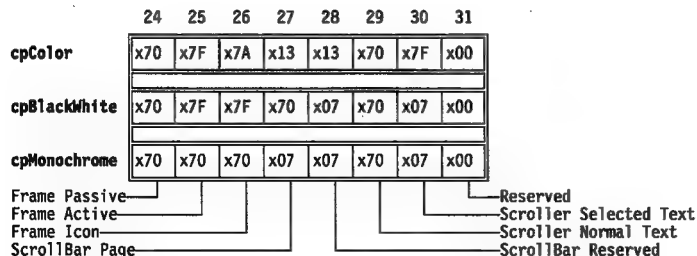 24 25 26 27 28 29 30 31
cpColor x70 x7F x7A x13 x13 x70 x7F x00
cpBlackWhite x70 x7F x7F x70 x07 x70 x07 x00
cpMonochrome x70 x70 x70 x07 x07 x70 x07 x00
Frame Passive Reserved
Frame Active Scroller Selected Text
Frame Icon Scroller Normal Text
ScrollBar Page ScrollBar Reserved